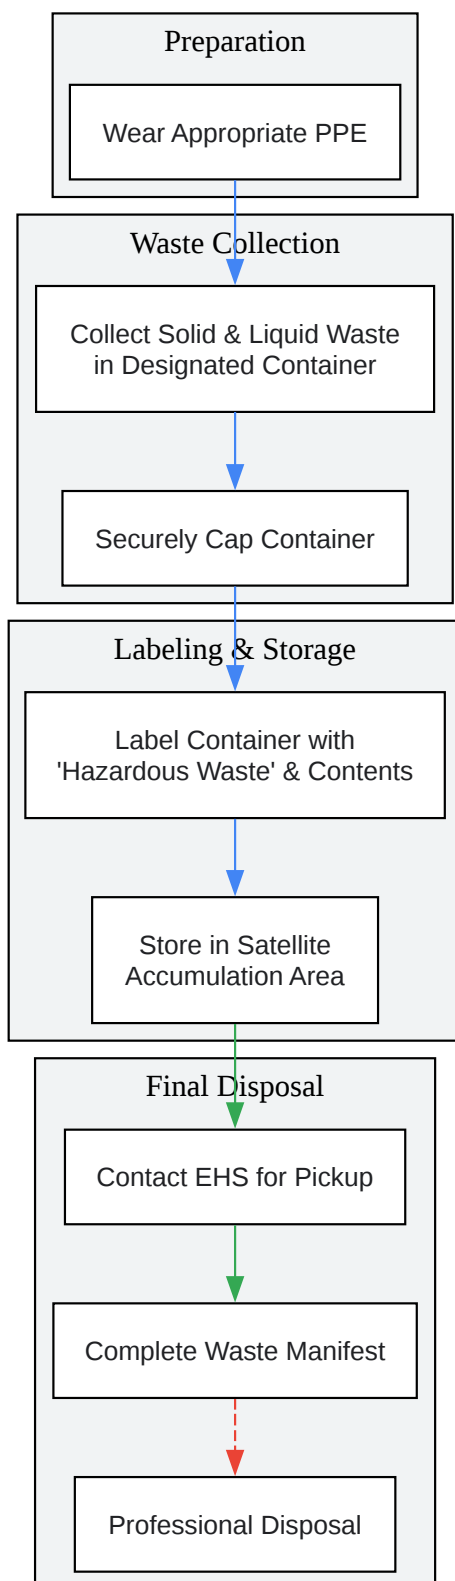 Preparation
Wear Appropriate PPE
Waste Collection
Collect Solid & Liquid Waste
in Designated Container
Securely Cap Container
Labeling & Storage
Label Container with
'Hazardous Waste' & Contents
Store in Satellite
Accumulation Area
Final Disposal
Contact EHS for Pickup
Complete Waste Manifest
Professional Disposal